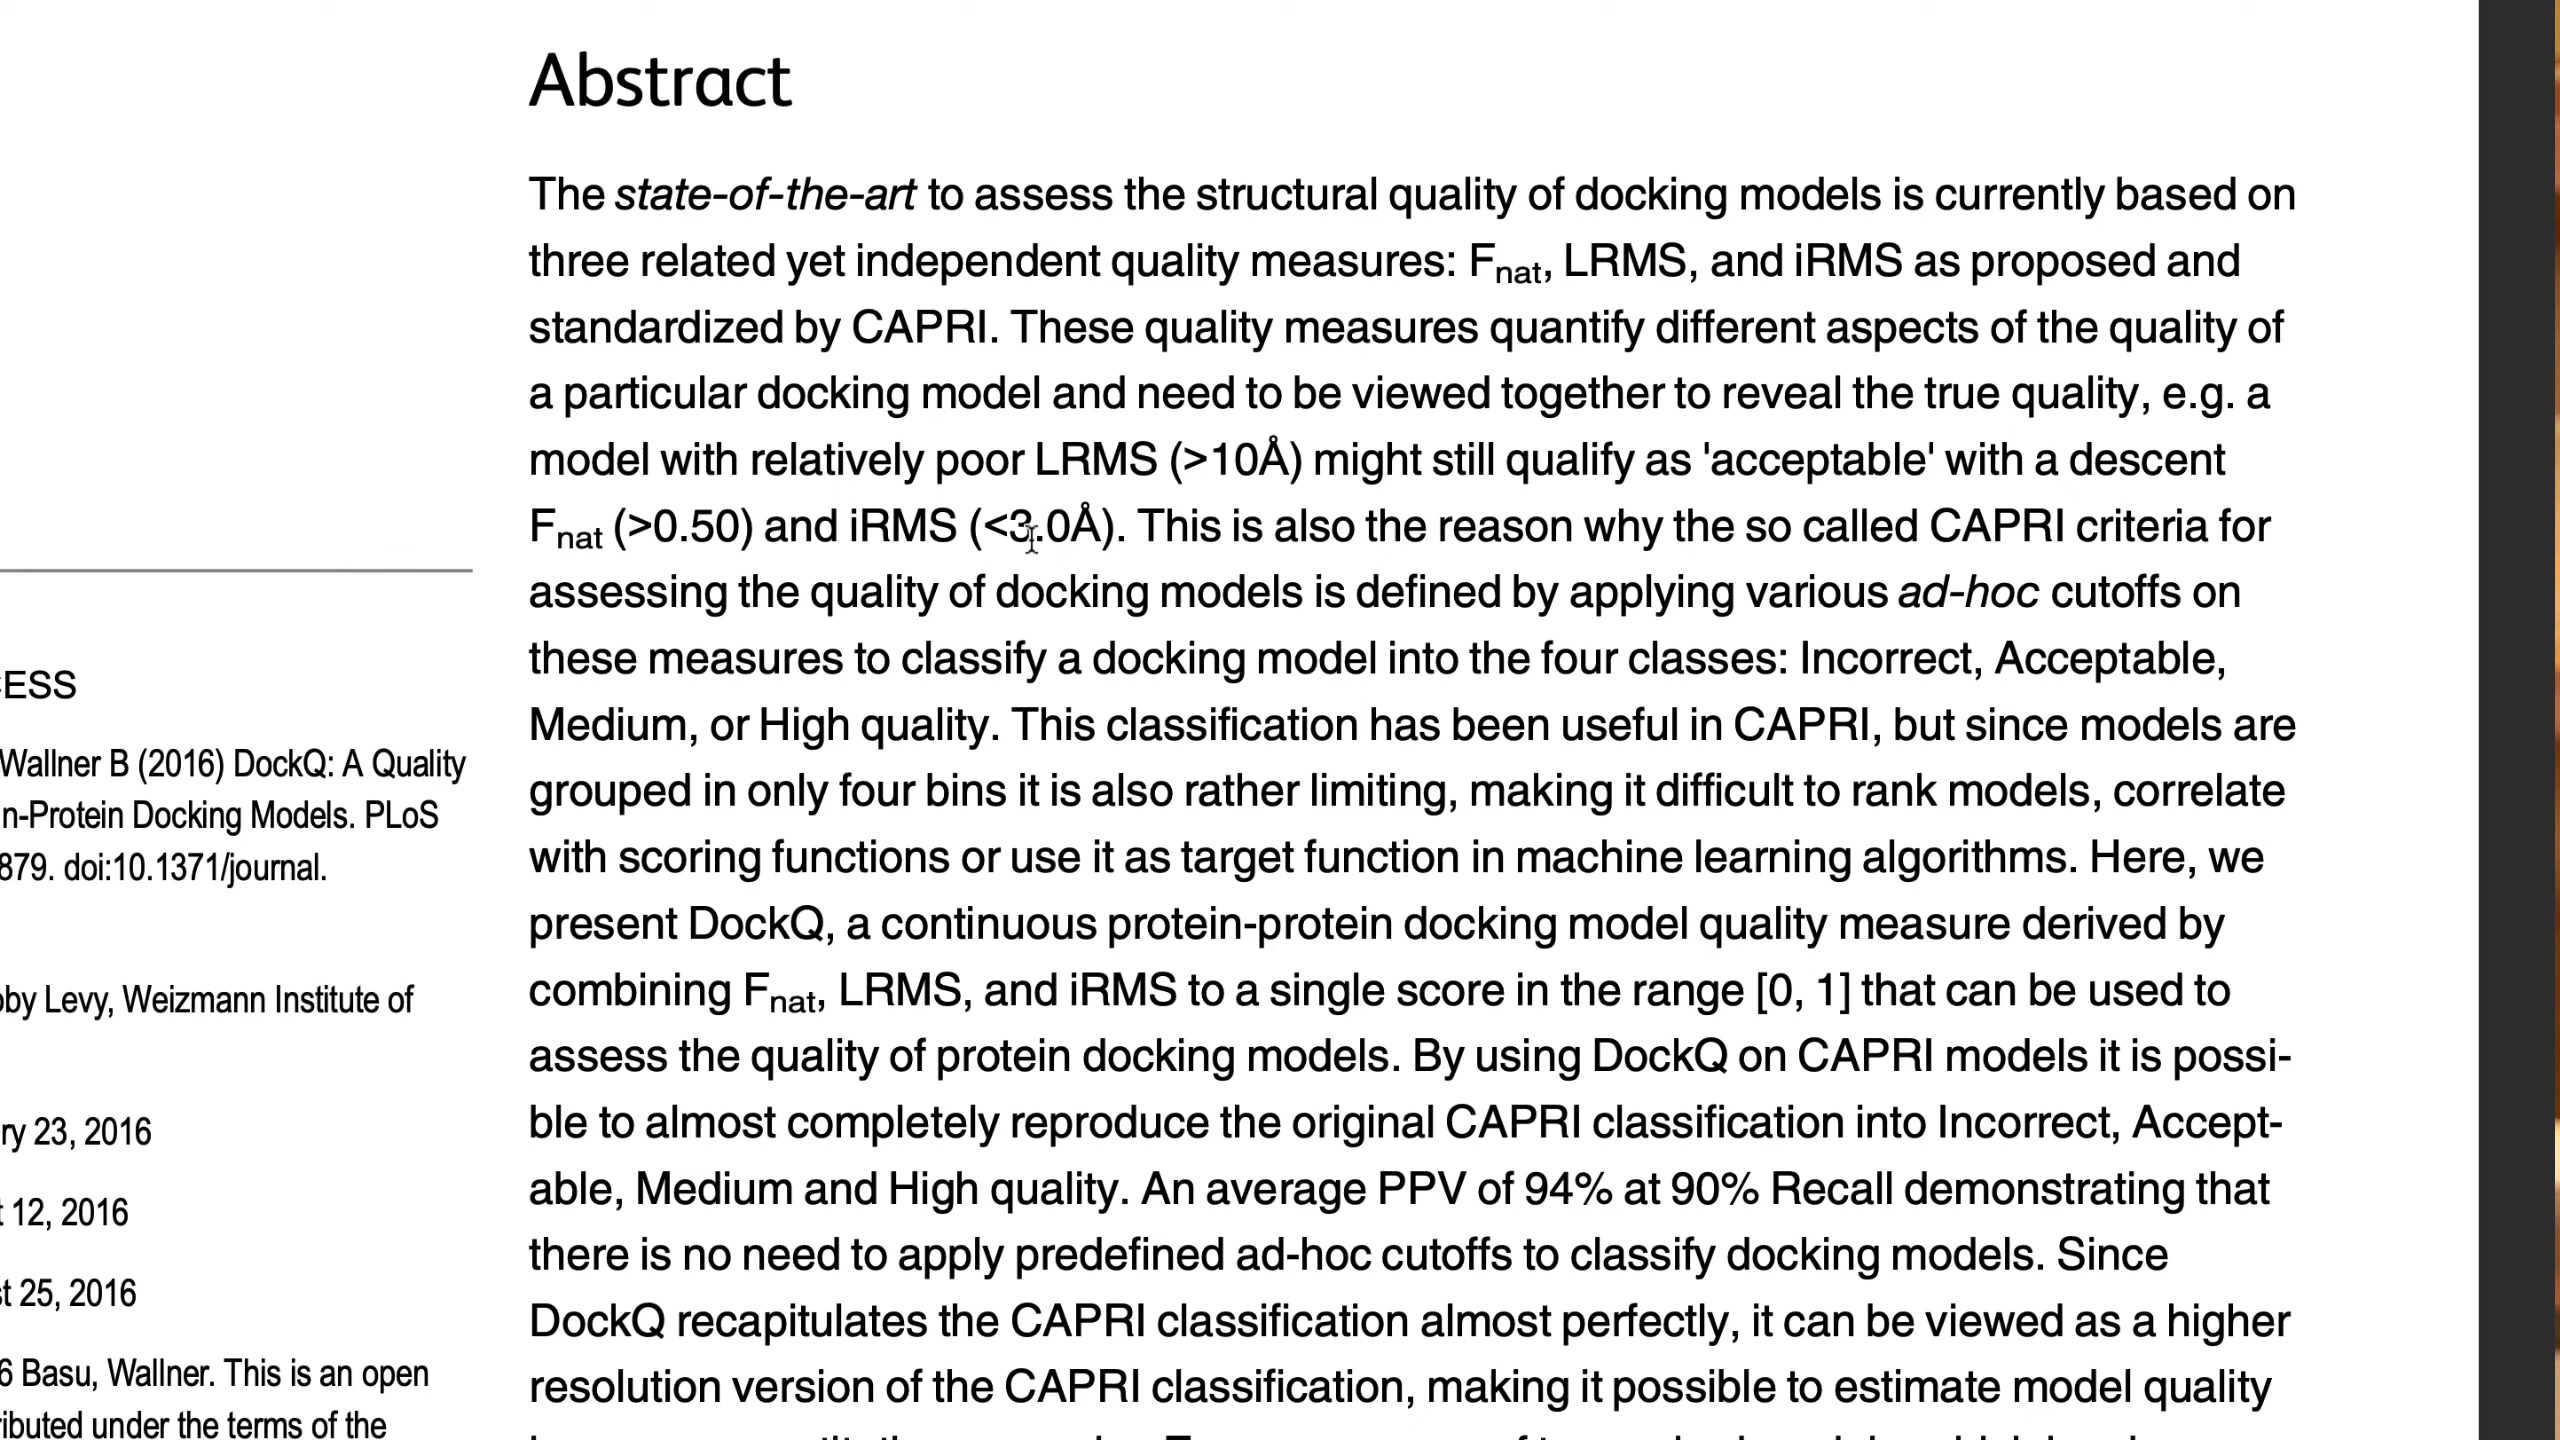 Abstract
The state-of-the-art to assess the structural quality of docking models is currently based on
three related yet independent quality measures: Fnat, LRMS, and iRMS as proposed and
standardized by CAPRI. These quality measures quantify different aspects of the quality of
a particular docking model and need to be viewed together to reveal the true quality, e.g. a
model with relatively poor LRMS (>10Å) might still qualify as 'acceptable' with a descent
Fnat (>0.50) and iRMS (<3.0Å). This is also the reason why the so called CAPRI criteria for
assessing the quality of docking models is defined by applying various ad-hoc cutoffs on
these measures to classify a docking model into the four classes: Incorrect, Acceptable,
Medium, or High quality. This classification has been useful in CAPRI, but since models are
grouped in only four bins it is also rather limiting, making it difficult to rank models, correlate
with scoring functions or use it as target function in machine learning algorithms. Here, we
present DockQ, a continuous protein-protein docking model quality measure derived by
combining Fnat, LRMS, and iRMS to a single score in the range [0, 1] that can be used to
assess the quality of protein docking models. By using DockQ on CAPRI models it is possi-
ble to almost completely reproduce the original CAPRI classification into Incorrect, Accept-
able, Medium and High quality. An average PPV of 94% at 90% Recall demonstrating that
there is no need to apply predefined ad-hoc cutoffs to classify docking models. Since
DockQ recapitulates the CAPRI classification almost perfectly, it can be viewed as a higher
resolution version of the CAPRI classification, making it possible to estimate model quality
CESS
Wallner B (2016) DockQ: A Quality
n-Protein Docking Models. PLoS
879. doi:10.1371/journal.
by Levy, Weizmann Institute of
ry 23, 2016
t 12, 2016
st 25, 2016
6 Basu, Wallner. This is an open
ributed under the terms of the